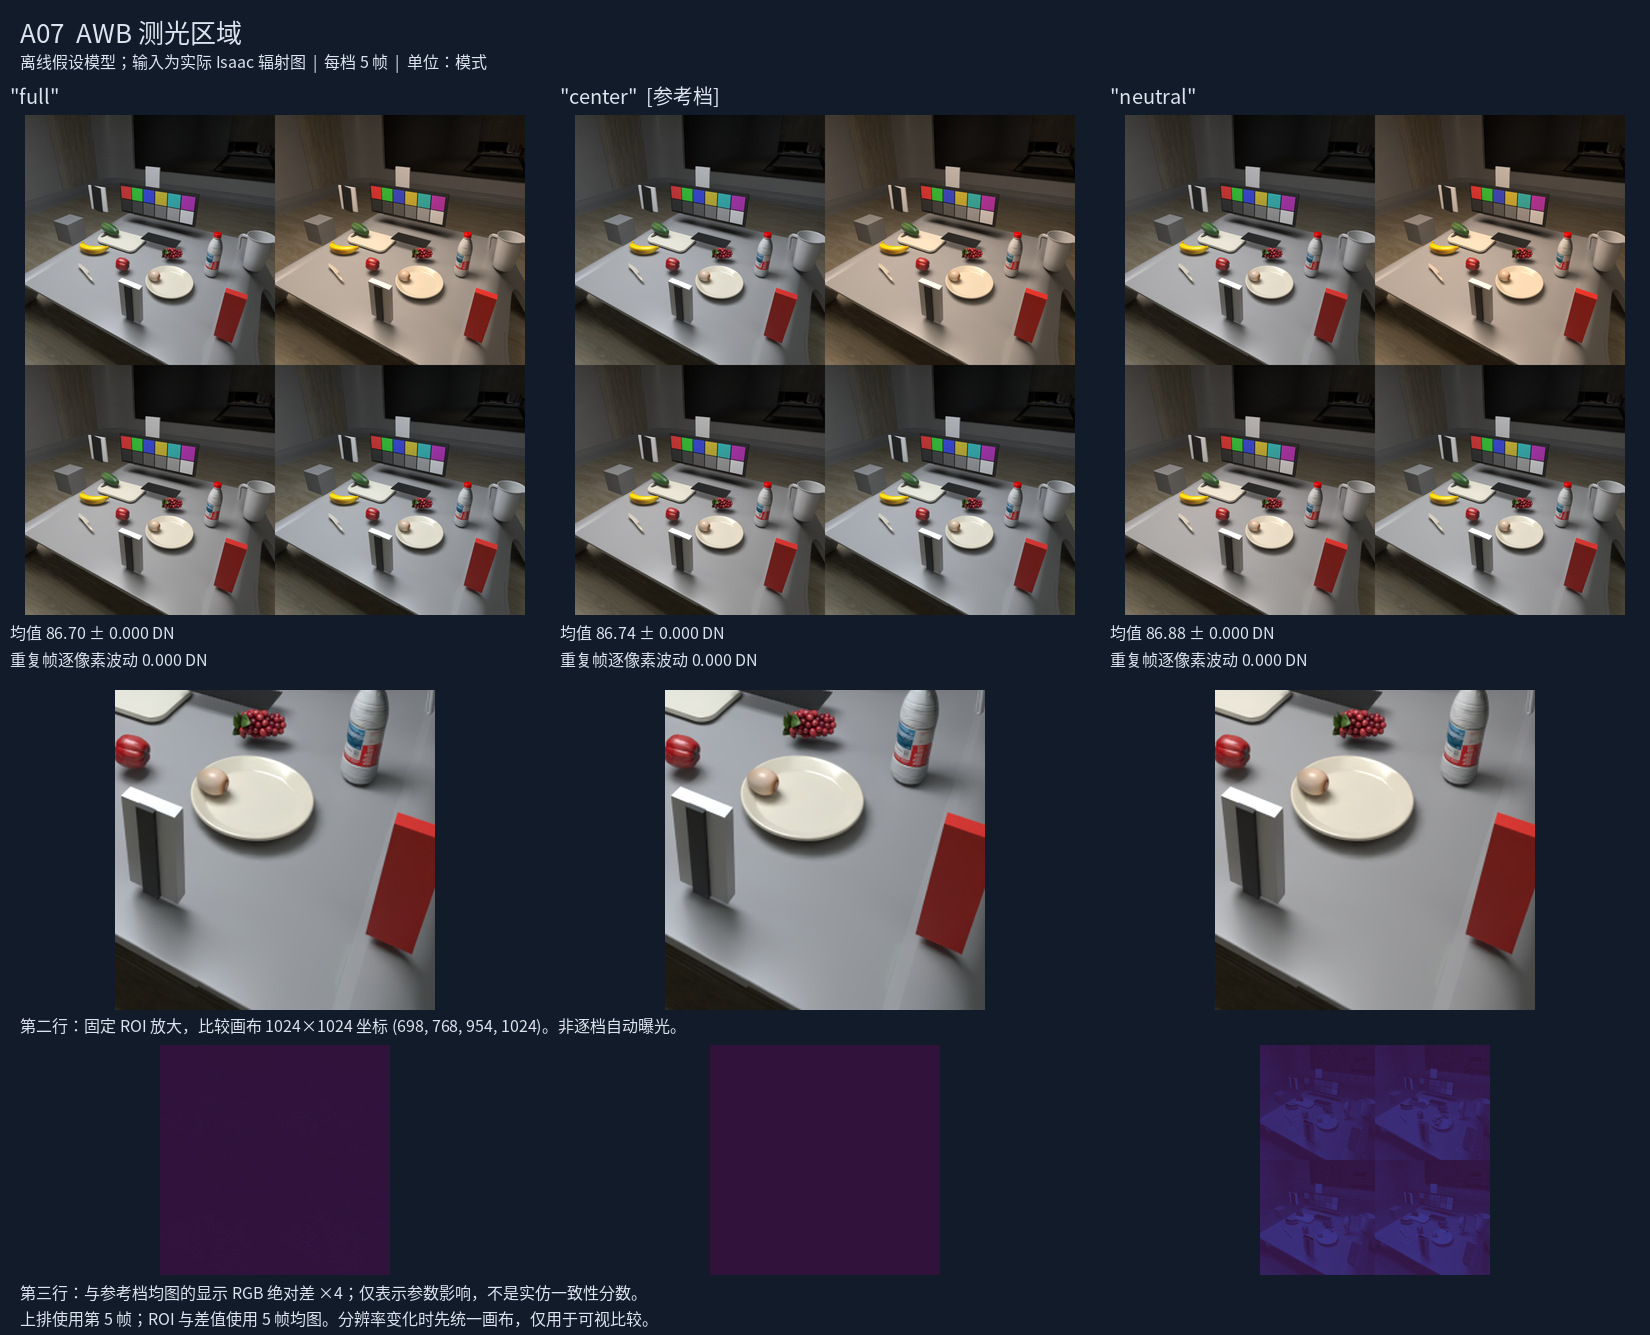 A07 AWB 测光区域
离线假设模型；输入为实际 Isaac 辐射图 | 每档 5 帧 | 单位：模式
"full"
"center" [参考档]
"neutral"
均值 86.70 ± 0.000 DN
重复帧逐像素波动 0.000 DN
均值 86.74 ± 0.000 DN
重复帧逐像素波动 0.000 DN
均值 86.88 ± 0.000 DN
重复帧逐像素波动 0.000 DN
第二行：固定 ROI 放大，比较画布 1024×1024 坐标 (698, 768, 954, 1024)。非逐档自动曝光。
第三行：与参考档均图的显示 RGB 绝对差 ×4；仅表示参数影响，不是实仿一致性分数。
上排使用第 5 帧；ROI 与差值使用 5 帧均图。分辨率变化时先统一画布，仅用于可视比较。